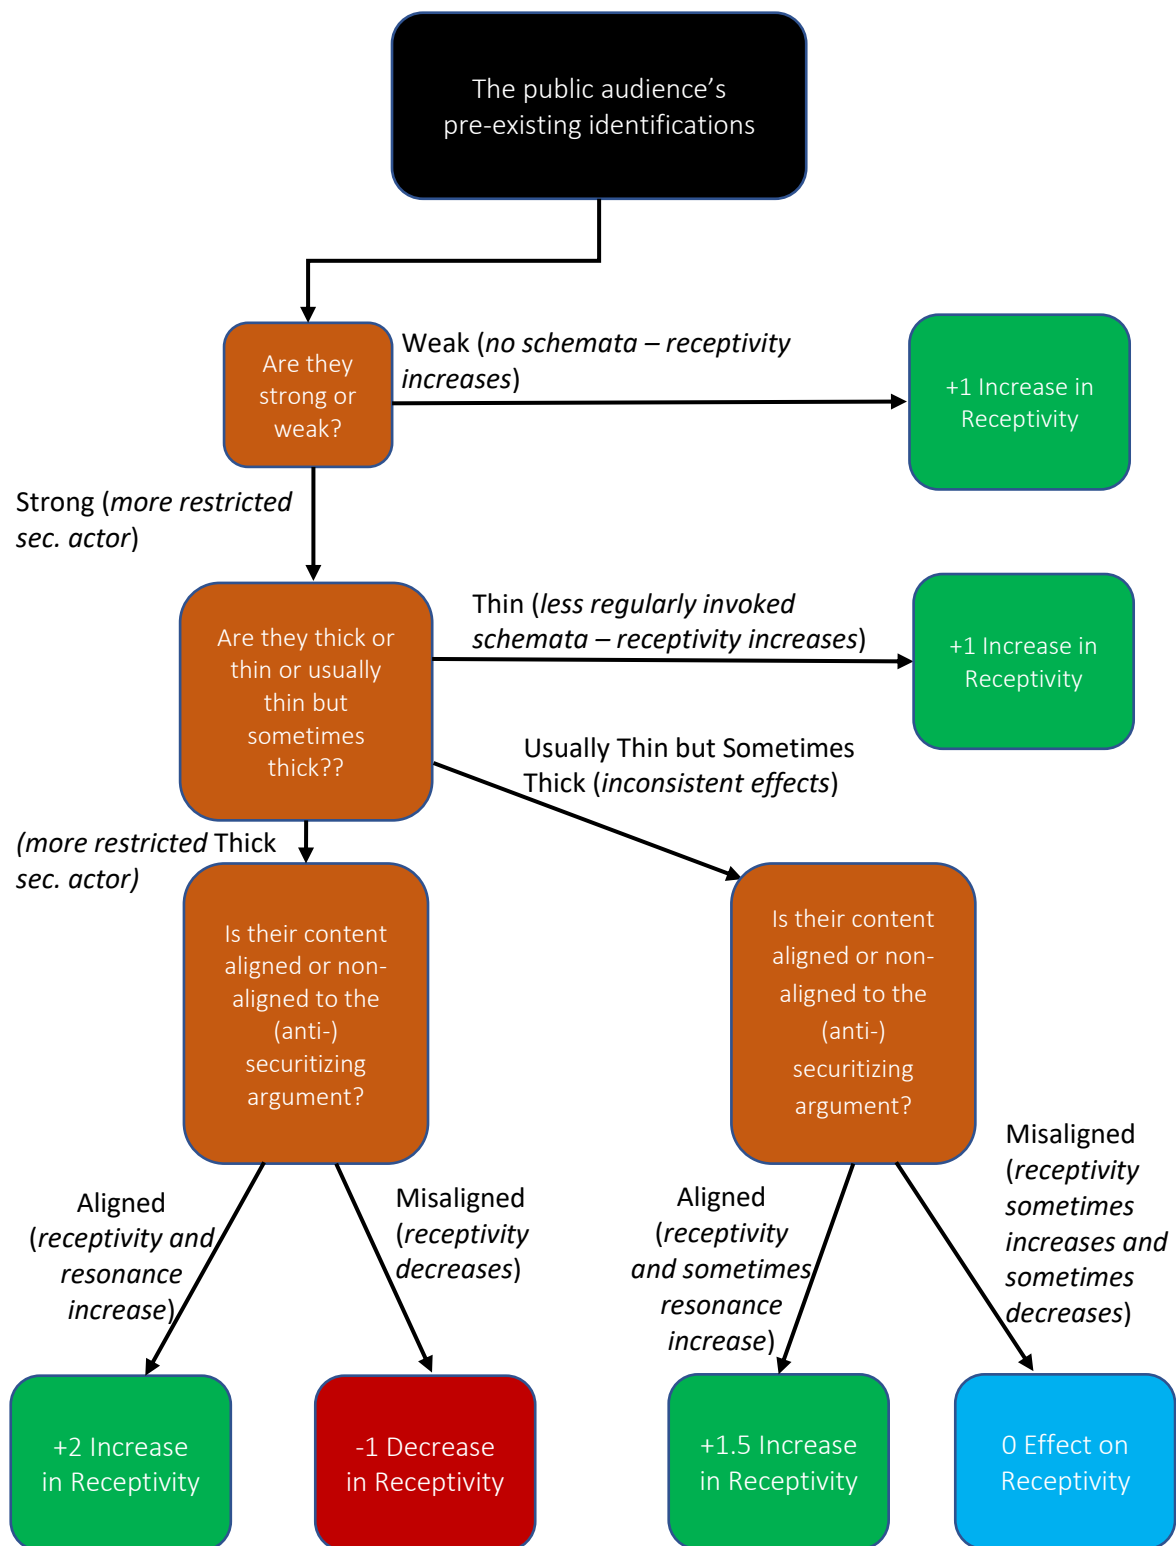 The public audience’s
pre-existing identifications
Are they
strong or
weak?
Weak (no schemata – receptivity
increases)
+1 Increase in
Receptivity
Strong (more restricted
sec. actor)
Are they thick or
thin or usually
thin but
sometimes
thick??
Thin (less regularly invoked
schemata – receptivity increases)
+1 Increase in
Receptivity
Usually Thin but Sometimes
Thick (inconsistent effects)
(more restricted Thick
sec. actor)
Is their content
aligned or non-
aligned to the
(anti-)
securitizing
argument?
Is their content
aligned or non-
aligned to the
(anti-)
securitizing
argument?
Aligned
(receptivity and
resonance
increase)
Misaligned
(receptivity
decreases)
Aligned
(receptivity
and sometimes
resonance
increase)
Misaligned
(receptivity
sometimes
increases and
sometimes
decreases)
+2 Increase
in Receptivity
-1 Decrease
in Receptivity
+1.5 Increase
in Receptivity
0 Effect on
Receptivity